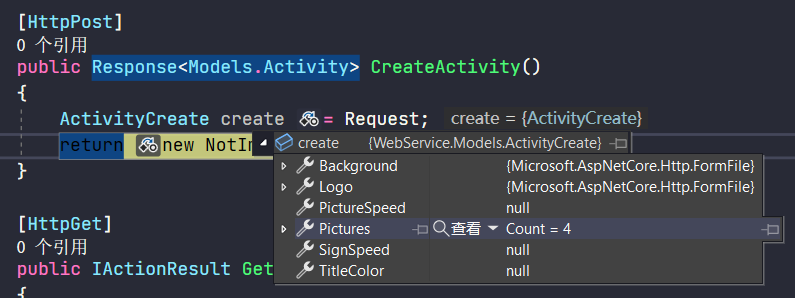 [HttpPost]
0 个引用
public Response<Models.Activity> CreateActivity()
{
ActivityCreate create = Request; create = {ActivityCreate}
return new NotIn
create {WebService.Models.ActivityCreate}
}
Background {Microsoft.AspNetCore.Http.FormFile}
Logo {Microsoft.AspNetCore.Http.FormFile}
PictureSpeed null
Pictures 查看 Count = 4
SignSpeed null
TitleColor null
[HttpGet]
0 个引用
public IActionResult Get
{